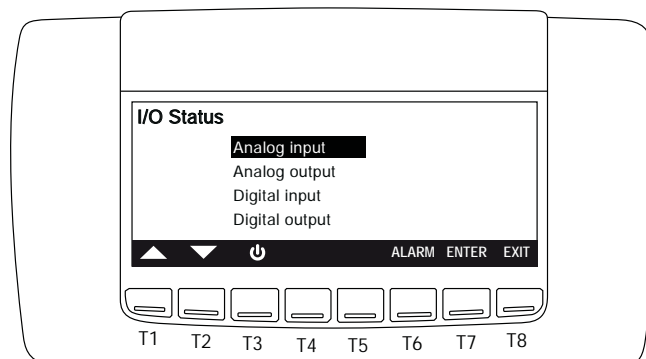 I/O Status
Analog input
Analog output
Digital input
Digital output
ALARM ENTER EXIT
T1 T2 T3 T4 T5 T6 T7 T8